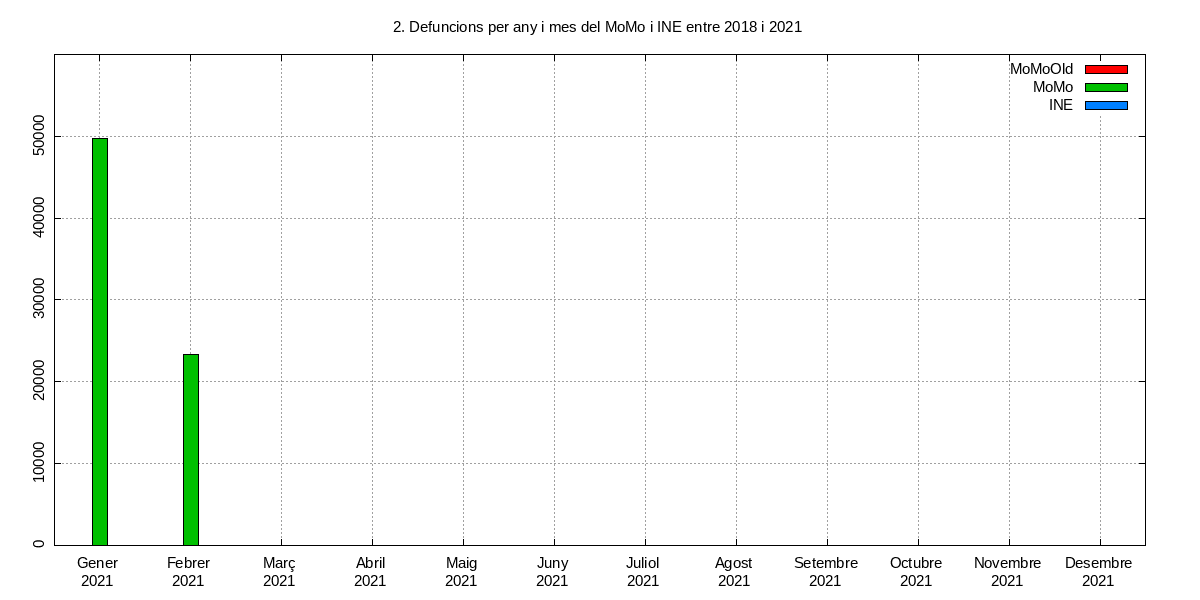 2. Defuncions per any i mes del MoMo i INE entre 2018 i 2021
MoMoOld
MoMo
INE
50000
40000
30000
20000
10000
0
Gener Febrer Març Abril Maig Juny Juliol Agost Setembre Octubre Novembre Desembre
2021 2021 2021 2021 2021 2021 2021 2021 2021 2021 2021 2021